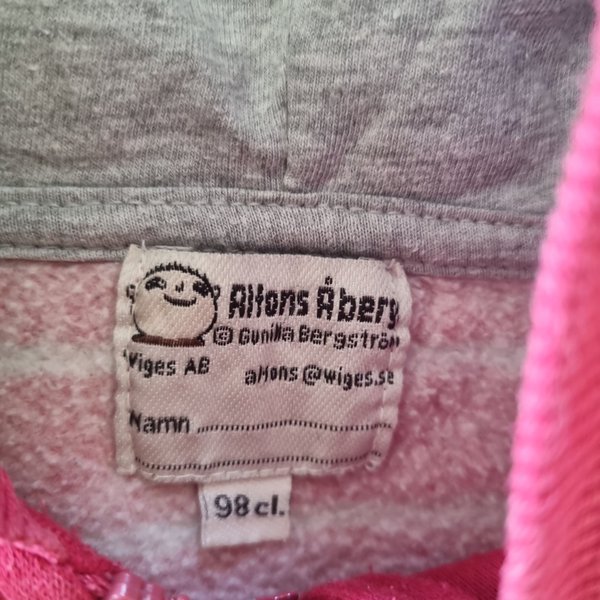 Alfons Åberg
© Gunilla Bergström
Wiges AB
alfons@wiges.se
Namn
98 cl.